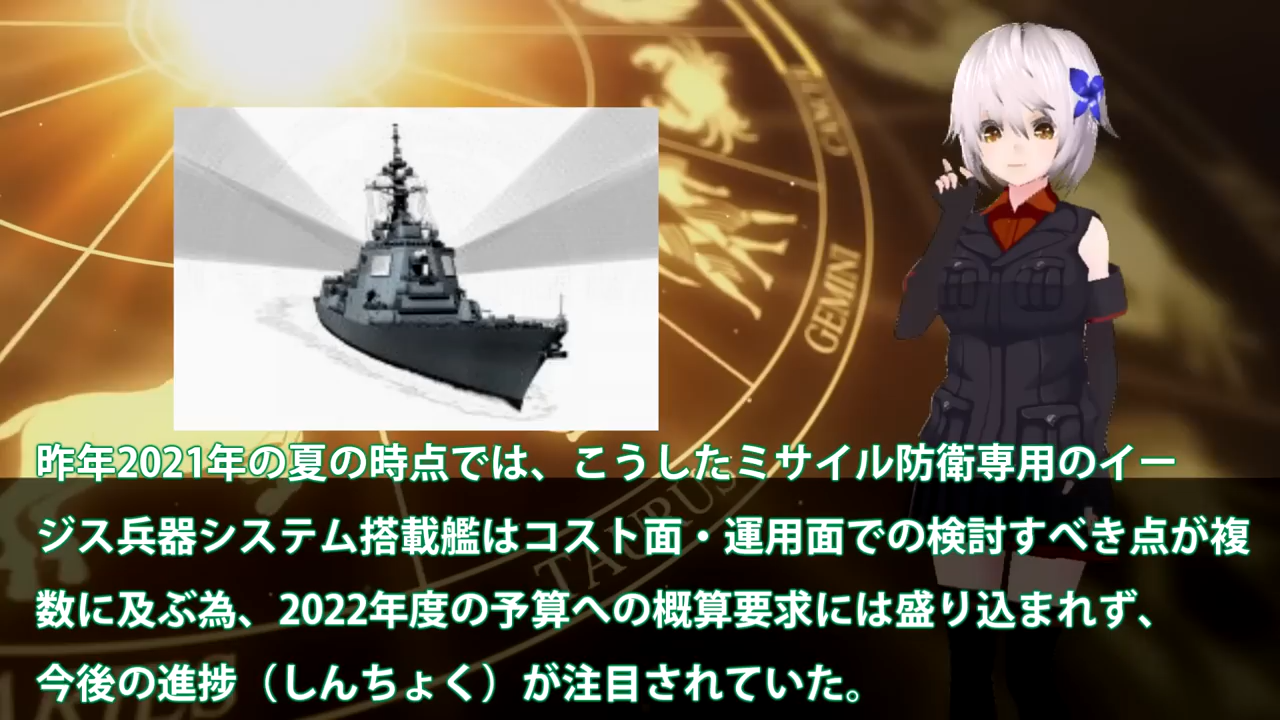 CANCER
GEMINI
TAURUS
ARIES
昨年2021年の夏の時点では、こうしたミサイル防衛専用のイー
ジス兵器システム搭載艦はコスト面・運用面での検討すべき点が複
数に及ぶ為、2022年度の予算への概算要求には盛り込まれず、
今後の進捗（しんちょく）が注目されていた。